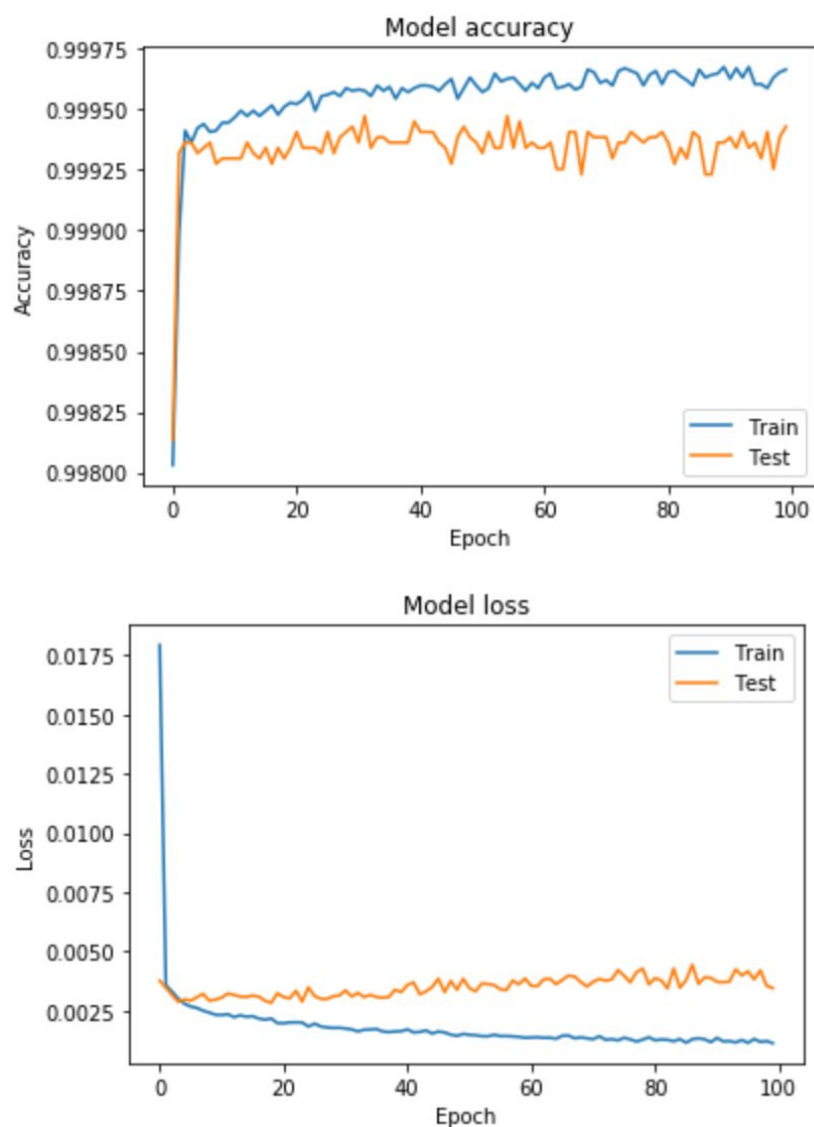 Model accuracy
0.99975
0.99950
0.99925
0.99900
0.99875
0.99850
0.99825
0.99800
Accuracy
Train
Test
0 20 40 60 80 100
Epoch
Model loss
0.0175
0.0150
0.0125
0.0100
0.0075
0.0050
0.0025
Loss
Train
Test
0 20 40 60 80 100
Epoch